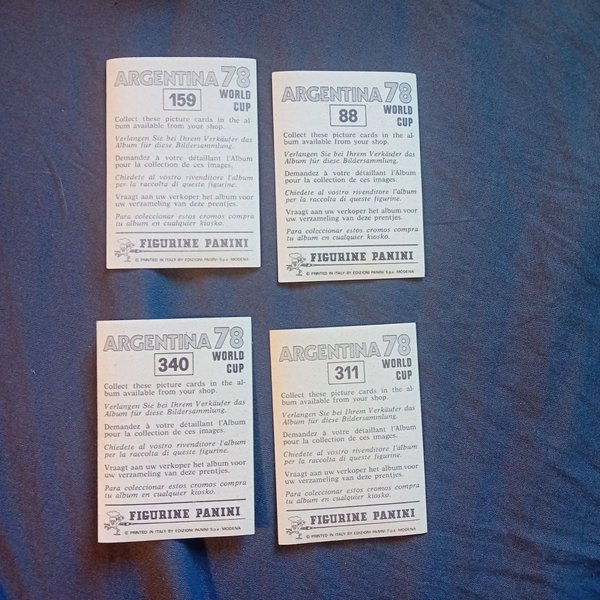 ARGENTINA 78
159 WORLD
CUP
Collect these picture cards in the al-
bum available from your shop.
Verlangen Sie bei Ihrem Verkäufer das
Album für diese Bildersammlung.
Demandez à votre détaillant l'Album
pour la collection de ces images.
Chiedete al vostro rivenditore l'album
per la raccolta di queste figurine.
Vraagt aan uw verkoper het album voor
uw verzameling van deze prentjes.
Para coleccionar estos cromos compra
tu album en cualquier kiosko.
FIGURINE PANINI
© PRINTED IN ITALY BY EDIZIONI PANINI S.p.a. - MODENA
ARGENTINA 78
88 WORLD
CUP
Collect these picture cards in the al-
bum available from your shop.
Verlangen Sie bei Ihrem Verkäufer das
Album für diese Bildersammlung.
Demandez à votre détaillant l'Album
pour la collection de ces images.
Chiedete al vostro rivenditore l'album
per la raccolta di queste figurine.
Vraagt aan uw verkoper het album voor
uw verzameling van deze prentjes.
Para coleccionar estos cromos compra
tu album en cualquier kiosko.
FIGURINE PANINI
© PRINTED IN ITALY BY EDIZIONI PANINI S.p.a. - MODENA
ARGENTINA 78
340 WORLD
CUP
Collect these picture cards in the al-
bum available from your shop.
Verlangen Sie bei Ihrem Verkäufer das
Album für diese Bildersammlung.
Demandez à votre détaillant l'Album
pour la collection de ces images.
Chiedete al vostro rivenditore l'album
per la raccolta di queste figurine.
Vraagt aan uw verkoper het album voor
uw verzameling van deze prentjes.
Para coleccionar estos cromos compra
tu album en cualquier kiosko.
FIGURINE PANINI
© PRINTED IN ITALY BY EDIZIONI PANINI S.p.a. - MODENA
ARGENTINA 78
311 WORLD
CUP
Collect these picture cards in the al-
bum available from your shop.
Verlangen Sie bei Ihrem Verkäufer das
Album für diese Bildersammlung.
Demandez à votre détaillant l'Album
pour la collection de ces images.
Chiedete al vostro rivenditore l'album
per la raccolta di queste figurine.
Vraagt aan uw verkoper het album voor
uw verzameling van deze prentjes.
Para coleccionar estos cromos compra
tu album en cualquier kiosko.
FIGURINE PANINI
© PRINTED IN ITALY BY EDIZIONI PANINI S.p.a. - MODENA